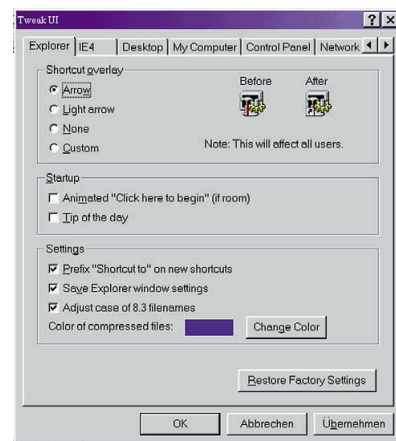 Tweak UI
Explorer IE4 Desktop My Computer Control Panel Network
Shortcut overlay
Before After
Arrow
Light arrow
None
Custom
Note: This will affect all users.
Startup
Animated "Click here to begin" (if room)
Tip of the day
Settings
Prefix "Shortcut to" on new shortcuts
Save Explorer window settings
Adjust case of 8.3 filenames
Color of compressed files: Change Color
Restore Factory Settings
OK Abbrechen Übernehmen